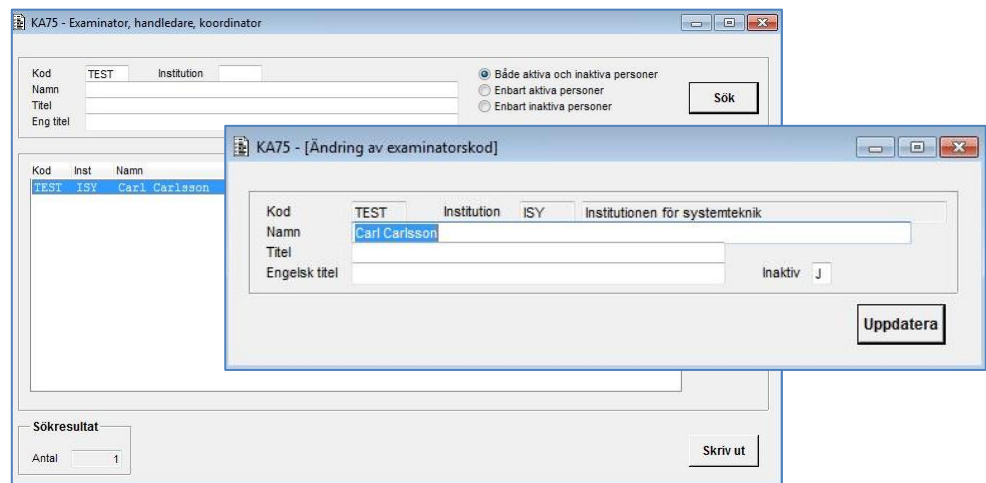 KA75 - Examinator, handledare, koordinator
Kod TEST Institution
Namn
Titel
Eng titel
Både aktiva och inaktiva personer
Enbart aktiva personer
Enbart inaktiva personer
Sök
Kod Inst Namn
TEST ISY Carl Carlsson
KA75 - [Ändring av examinatorskod]
Kod TEST Institution ISY Institutionen för systemteknik
Namn Carl Carlsson
Titel
Engelsk titel Inaktiv J
Uppdatera
Sökresultat
Antal 1
Skriv ut